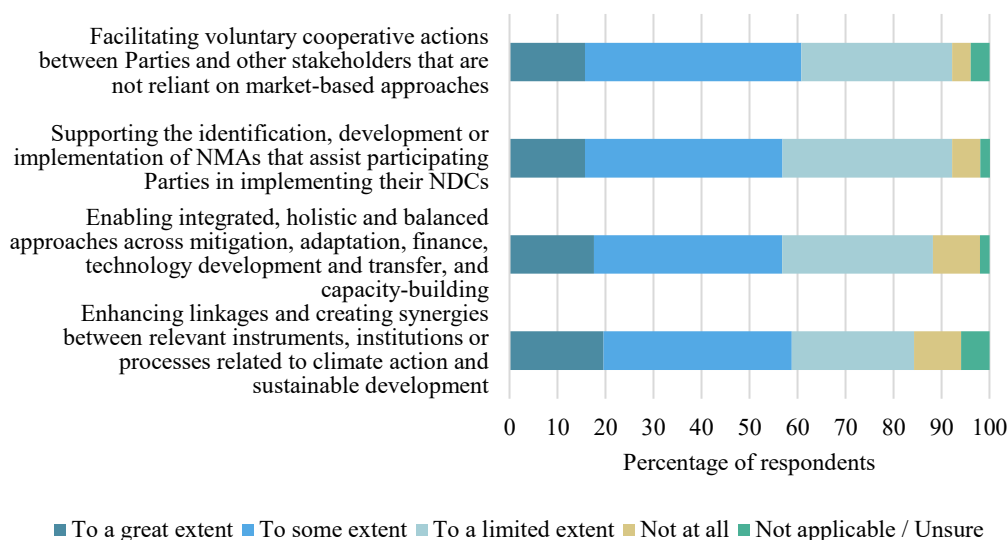 Facilitating voluntary cooperative actions
between Parties and other stakeholders that are
not reliant on market-based approaches
Supporting the identification, development or
implementation of NMAs that assist participating
Parties in implementing their NDCs
Enabling integrated, holistic and balanced
approaches across mitigation, adaptation, finance,
technology development and transfer, and
capacity-building
Enhancing linkages and creating synergies
between relevant instruments, institutions or
processes related to climate action and
sustainable development
0 10 20 30 40 50 60 70 80 90 100
Percentage of respondents
To a great extent To some extent To a limited extent Not at all Not applicable / Unsure